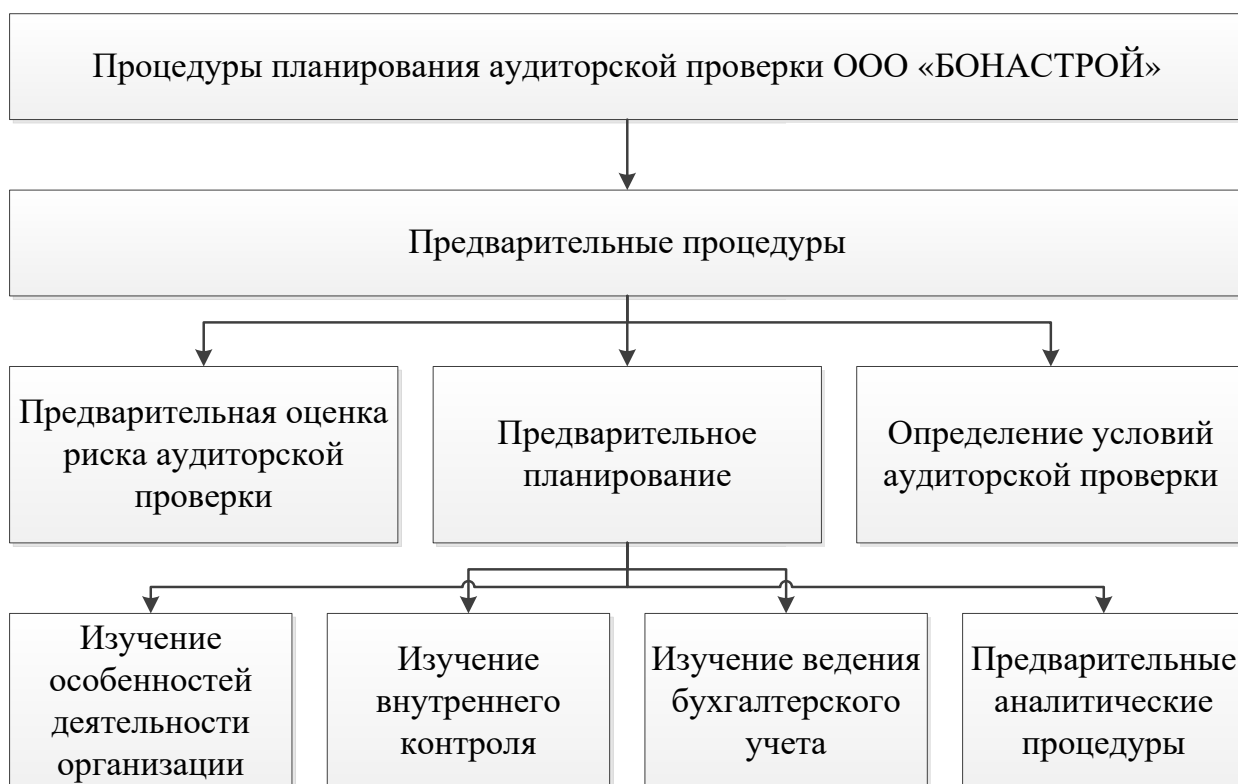 Процедуры планирования аудиторской проверки ООО «БОНАСТРОЙ»
Предварительные процедуры
Предварительная оценка
риска аудиторской
проверки
Предварительное
планирование
Определение условий
аудиторской проверки
Изучение
особенностей
деятельности
организации
Изучение
внутреннего
контроля
Изучение ведения
бухгалтерского
учета
Предварительные
аналитические
процедуры